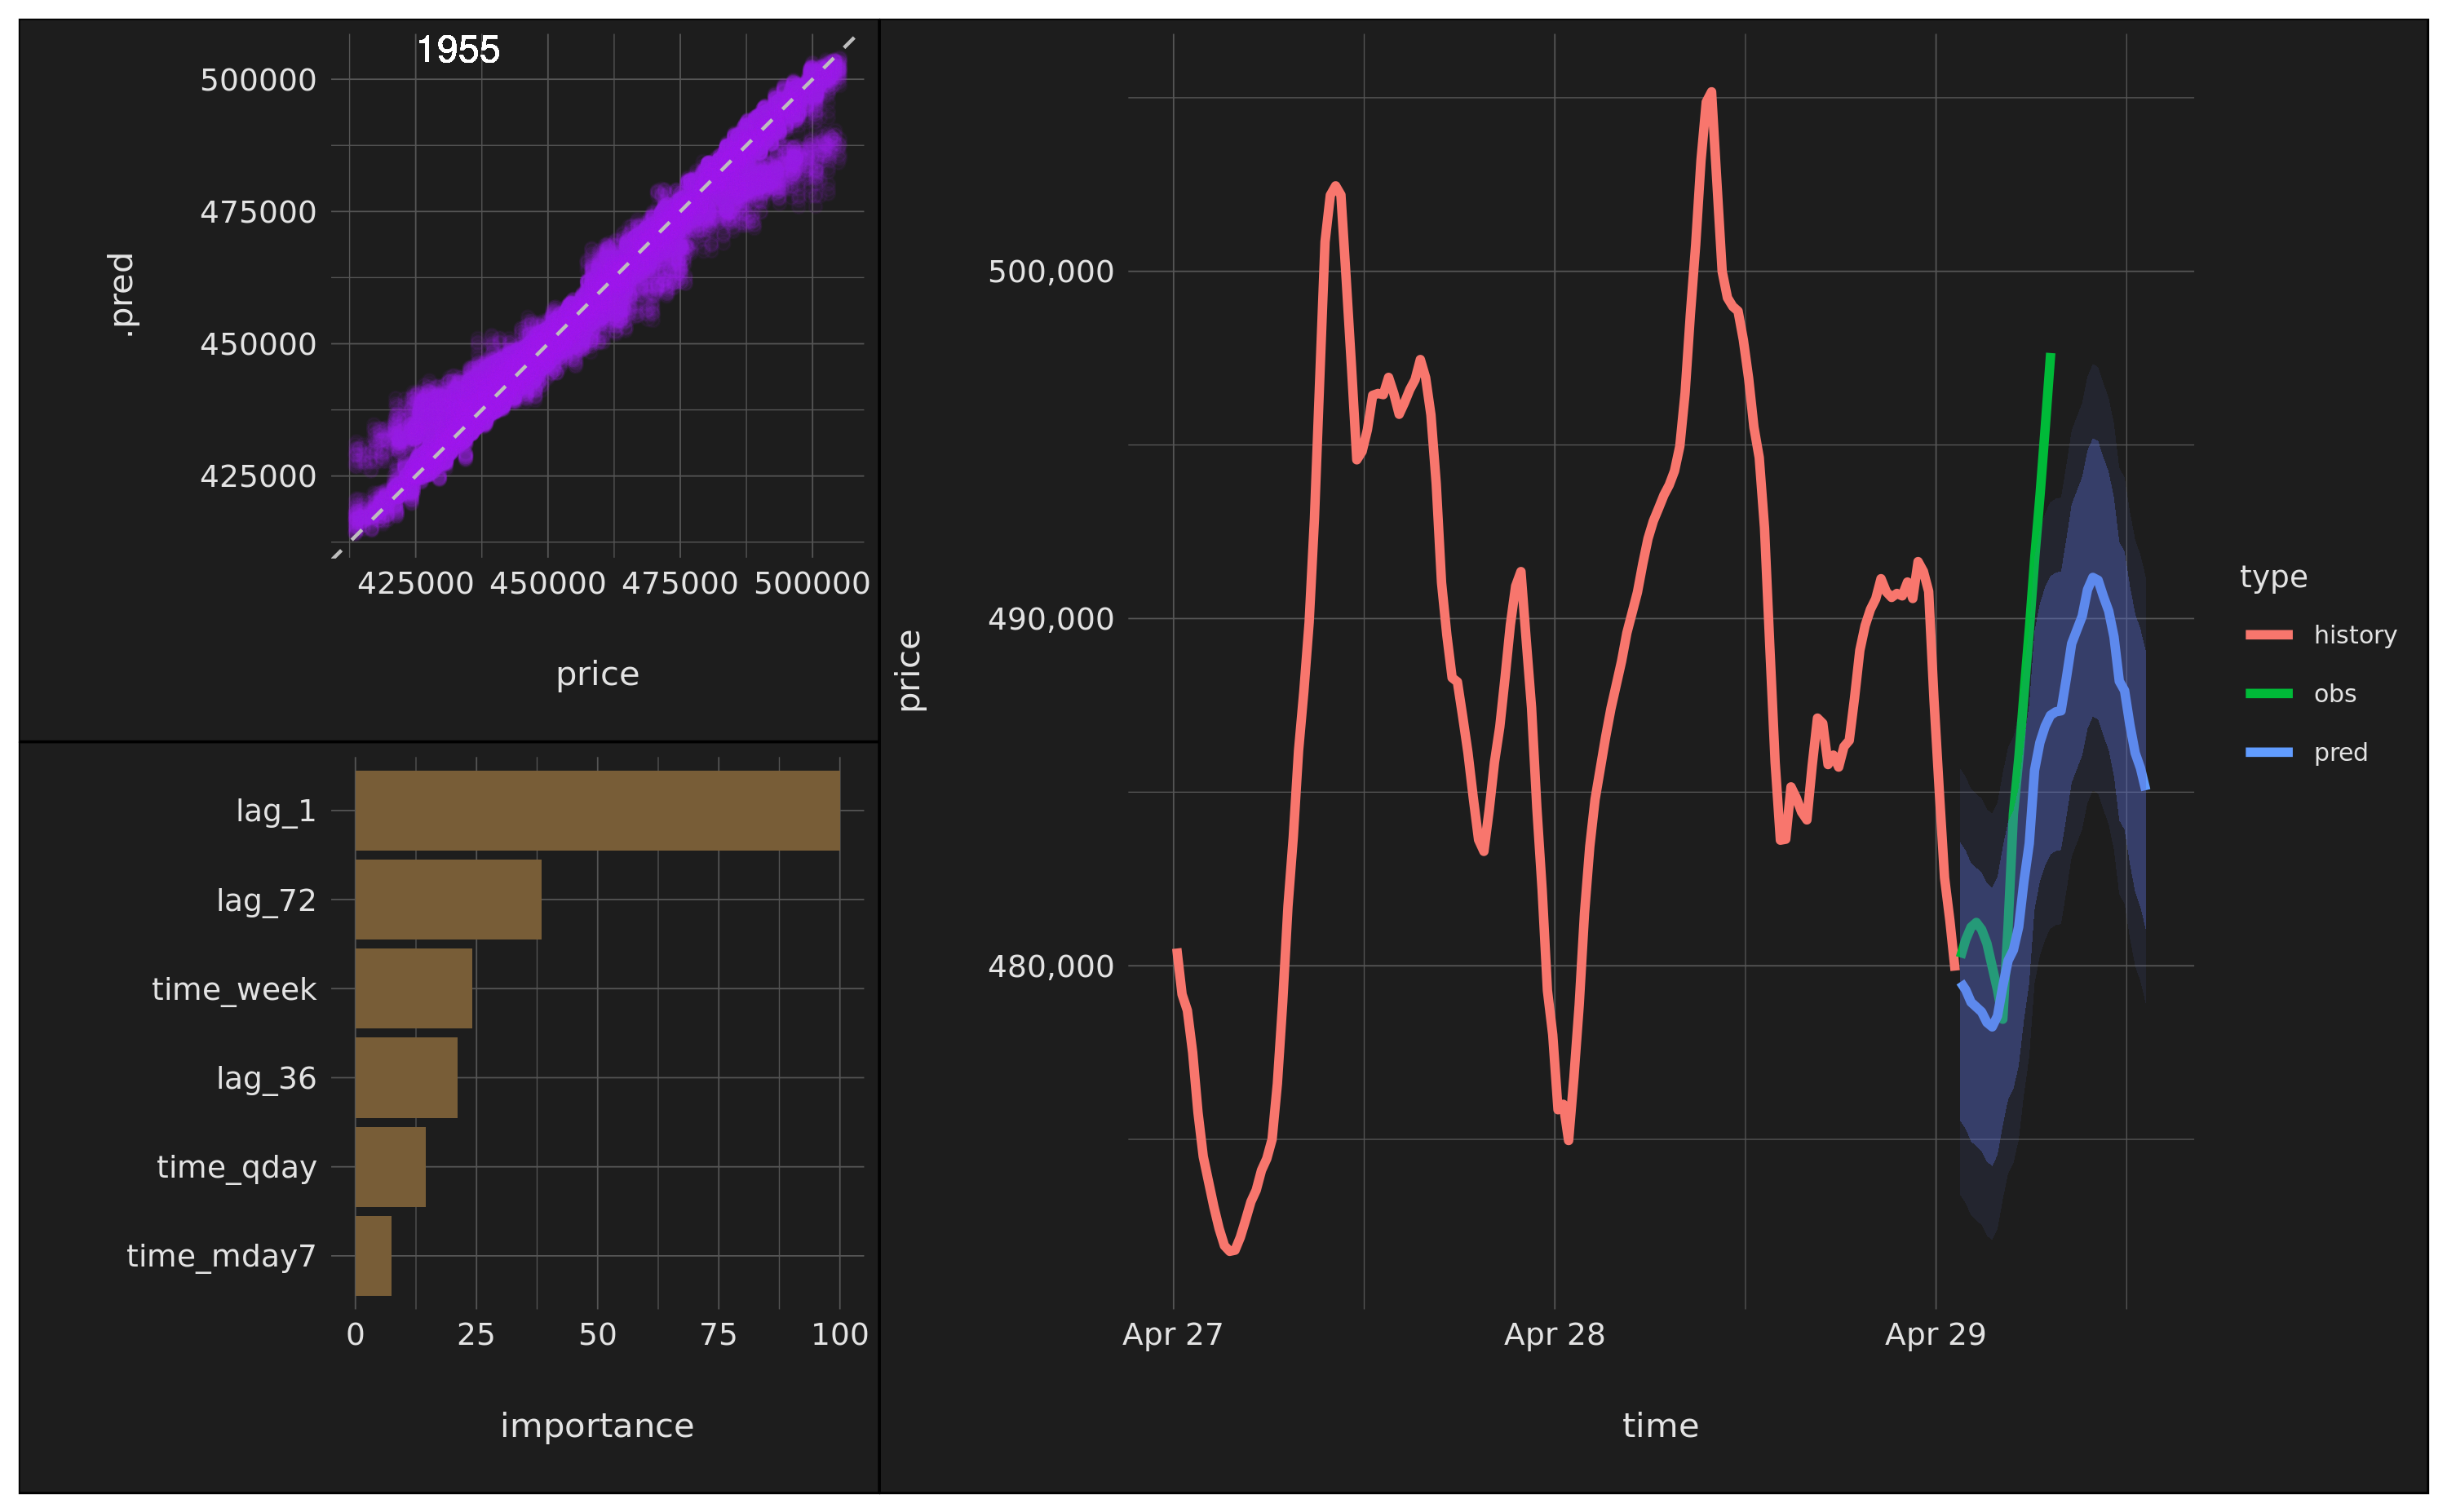 1955
500000
475000
450000
425000
.pred
425000 450000 475000 500000
price
lag_1
lag_72
time_week
lag_36
time_qday
time_mday7
0 25 50 75 100
importance
500,000
490,000
480,000
price
Apr 27 Apr 28 Apr 29
time
type
history
obs
pred